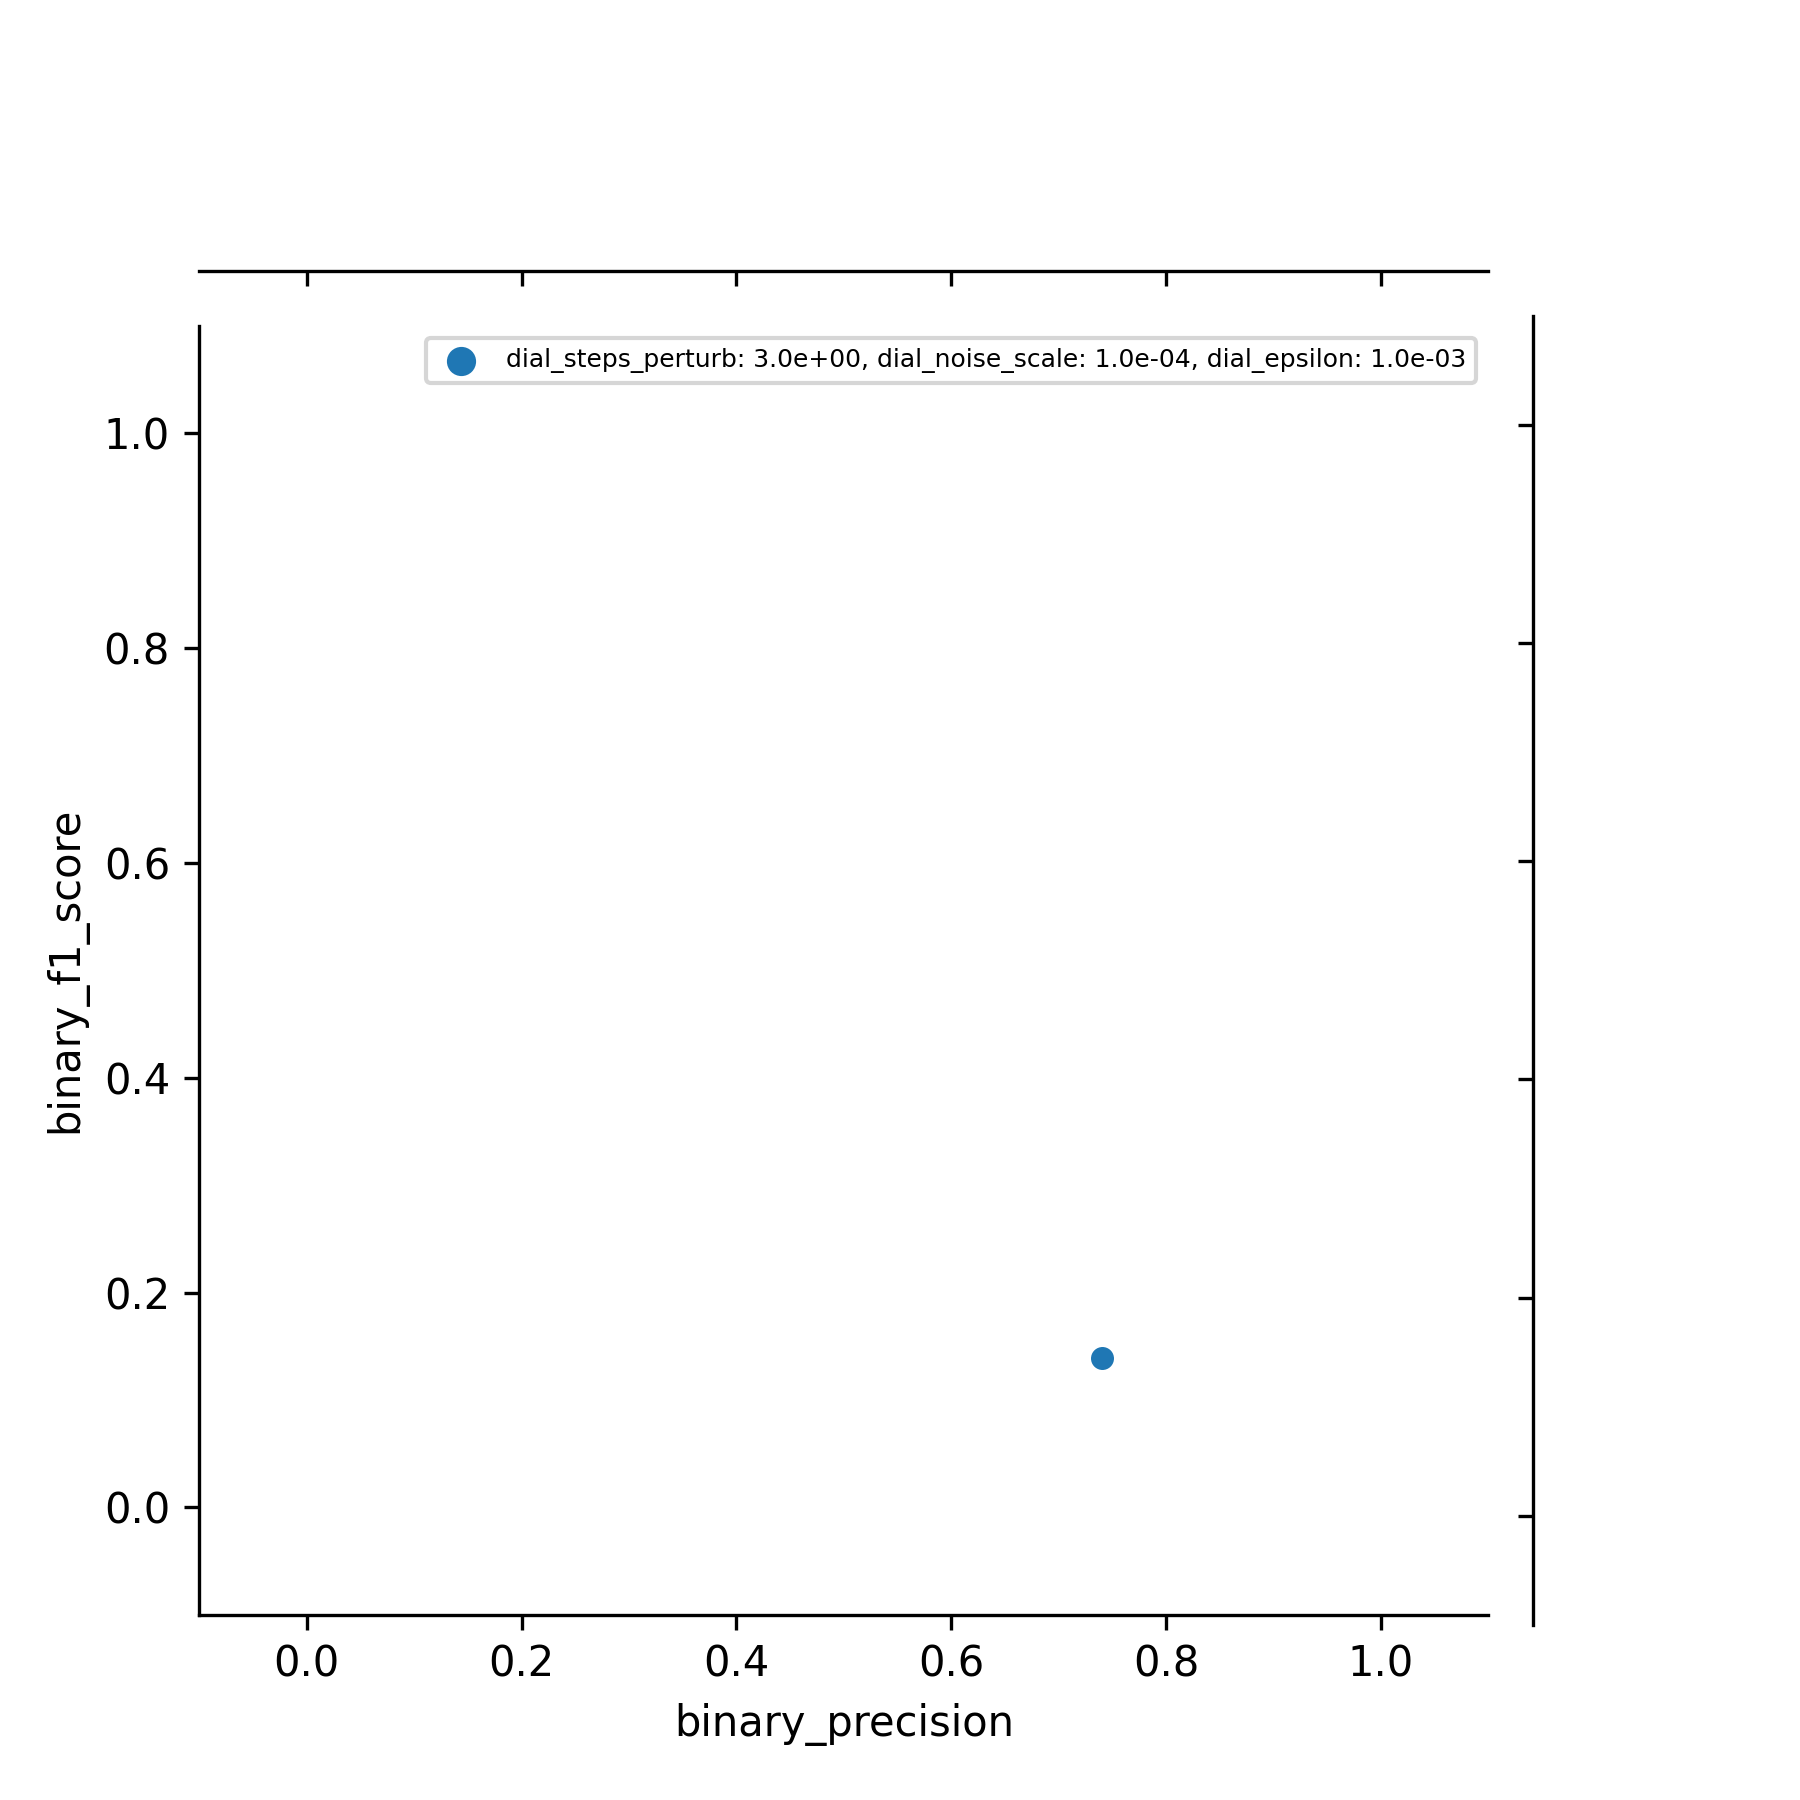 dial_steps_perturb: 3.0e+00, dial_noise_scale: 1.0e-04, dial_epsilon: 1.0e-03
1.0
0.8
0.6
0.4
0.2
0.0
binary_f1_score
0.0 0.2 0.4 0.6 0.8 1.0
binary_precision